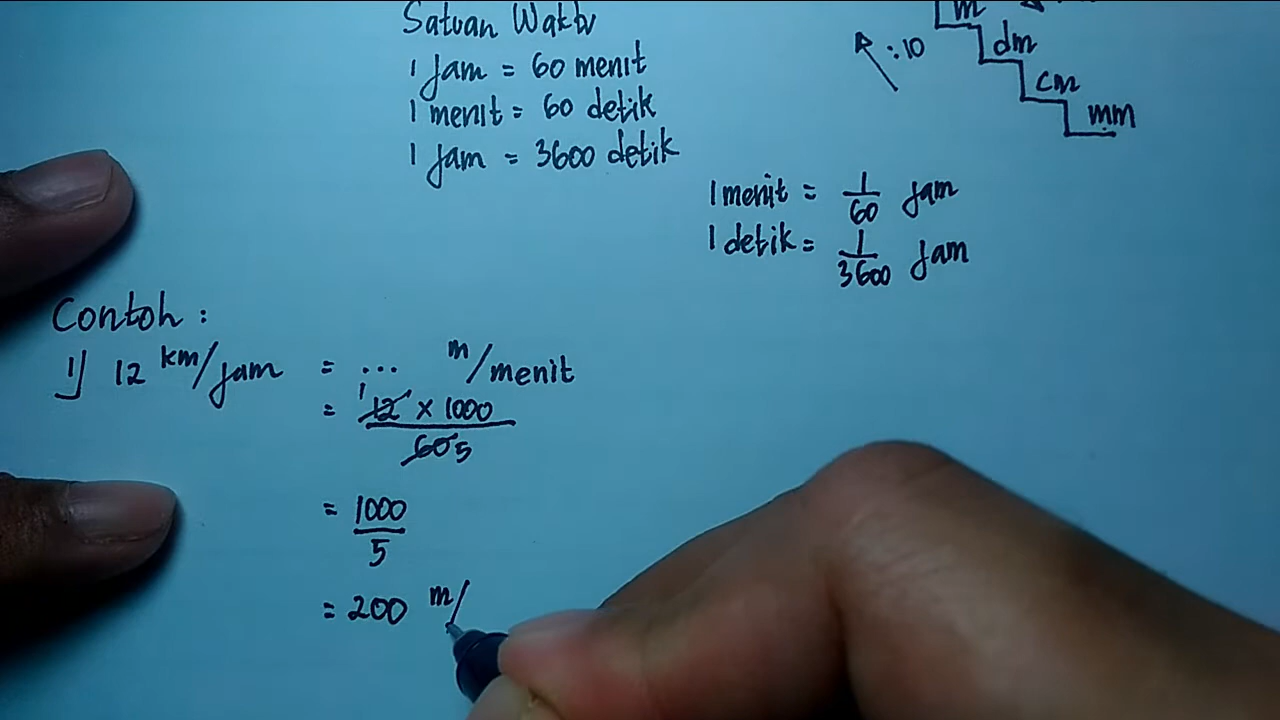 Satuan Waktu
1 jam = 60 menit
1 menit = 60 detik
1 jam = 3600 detik
m
:10
dm
cm
mm
1 menit = 1/60 jam
1 detik = 1/3600 jam
Contoh :
1) 12 km/jam = ... m/menit
= 1 12 x 1000 / 60 5
= 1000/5
= 200 m/